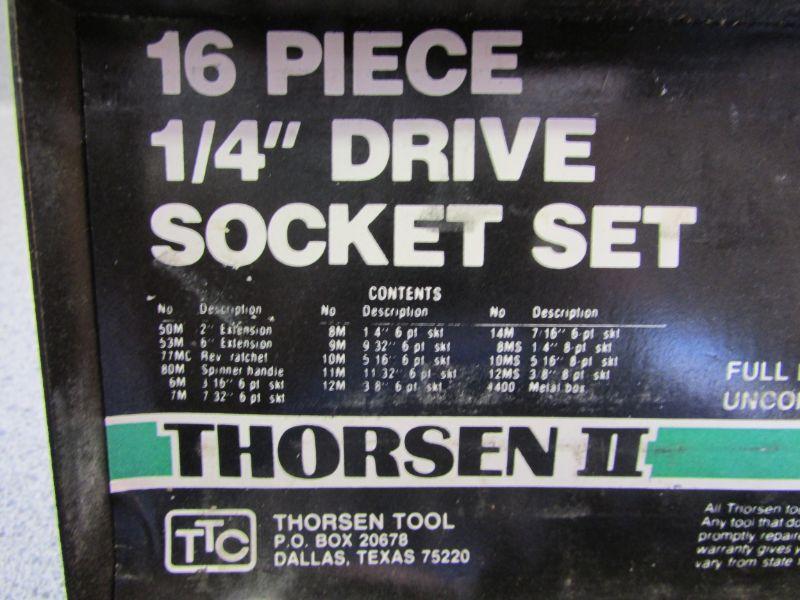 16 PIECE
1/4" DRIVE
SOCKET SET
CONTENTS
No Description No Description No Description
50M 2" Extension 8M 1 4" 6 pt skt 14M 7/16" 6 pt skt
53M 6" Extension 9M 9 32" 6 pt skt 8MS 1 4" 8 pt skt
77MC Rev ratchet 10M 5 16" 6 pt skt 10MS 5 16" 8 pt skt
80M Spinner handle 11M 11 32" 6 pt skt 12MS 3/8" 8 pt skt
6M 3 16" 6 pt skt 12M 3 8" 6 pt skt 1400 Metal box
7M 7 32" 6 pt skt
FULL
UNCO
THORSEN II
TTC
THORSEN TOOL
P.O. BOX 20678
DALLAS, TEXAS 75220
All Thorsen to
Any tool that do
promptly repaire
warranty gives y
vary from state